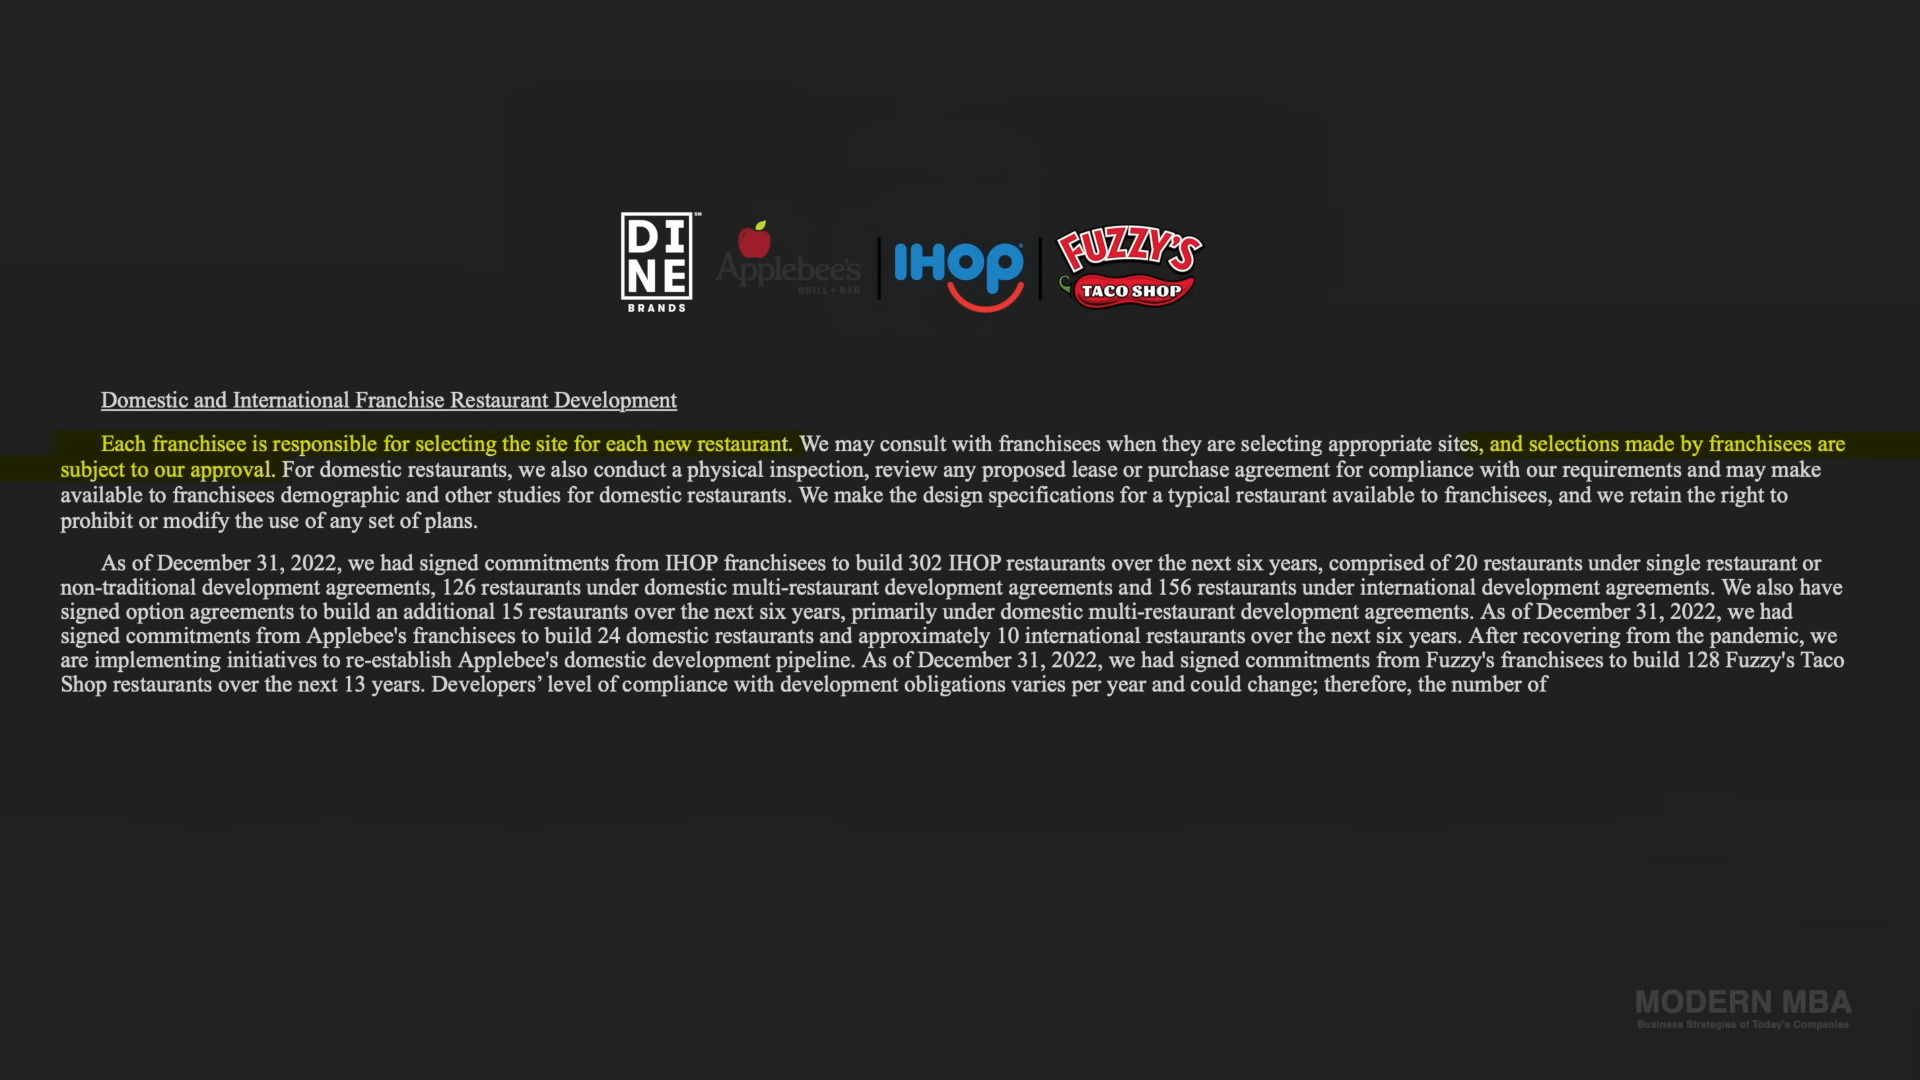 DI
NE
SM
BRANDS
Applebee's
GRILL + BAR
IHOP
FUZZY'S
TACO SHOP
Domestic and International Franchise Restaurant Development
Each franchisee is responsible for selecting the site for each new restaurant. We may consult with franchisees when they are selecting appropriate sites, and selections made by franchisees are
subject to our approval. For domestic restaurants, we also conduct a physical inspection, review any proposed lease or purchase agreement for compliance with our requirements and may make
available to franchisees demographic and other studies for domestic restaurants. We make the design specifications for a typical restaurant available to franchisees, and we retain the right to
prohibit or modify the use of any set of plans.
As of December 31, 2022, we had signed commitments from IHOP franchisees to build 302 IHOP restaurants over the next six years, comprised of 20 restaurants under single restaurant or
non-traditional development agreements, 126 restaurants under domestic multi-restaurant development agreements and 156 restaurants under international development agreements. We also have
signed option agreements to build an additional 15 restaurants over the next six years, primarily under domestic multi-restaurant development agreements. As of December 31, 2022, we had
signed commitments from Applebee's franchisees to build 24 domestic restaurants and approximately 10 international restaurants over the next six years. After recovering from the pandemic, we
are implementing initiatives to re-establish Applebee's domestic development pipeline. As of December 31, 2022, we had signed commitments from Fuzzy's franchisees to build 128 Fuzzy's Taco
Shop restaurants over the next 13 years. Developers’ level of compliance with development obligations varies per year and could change; therefore, the number of
MODERN MBA
Business Strategies of Today's Companies